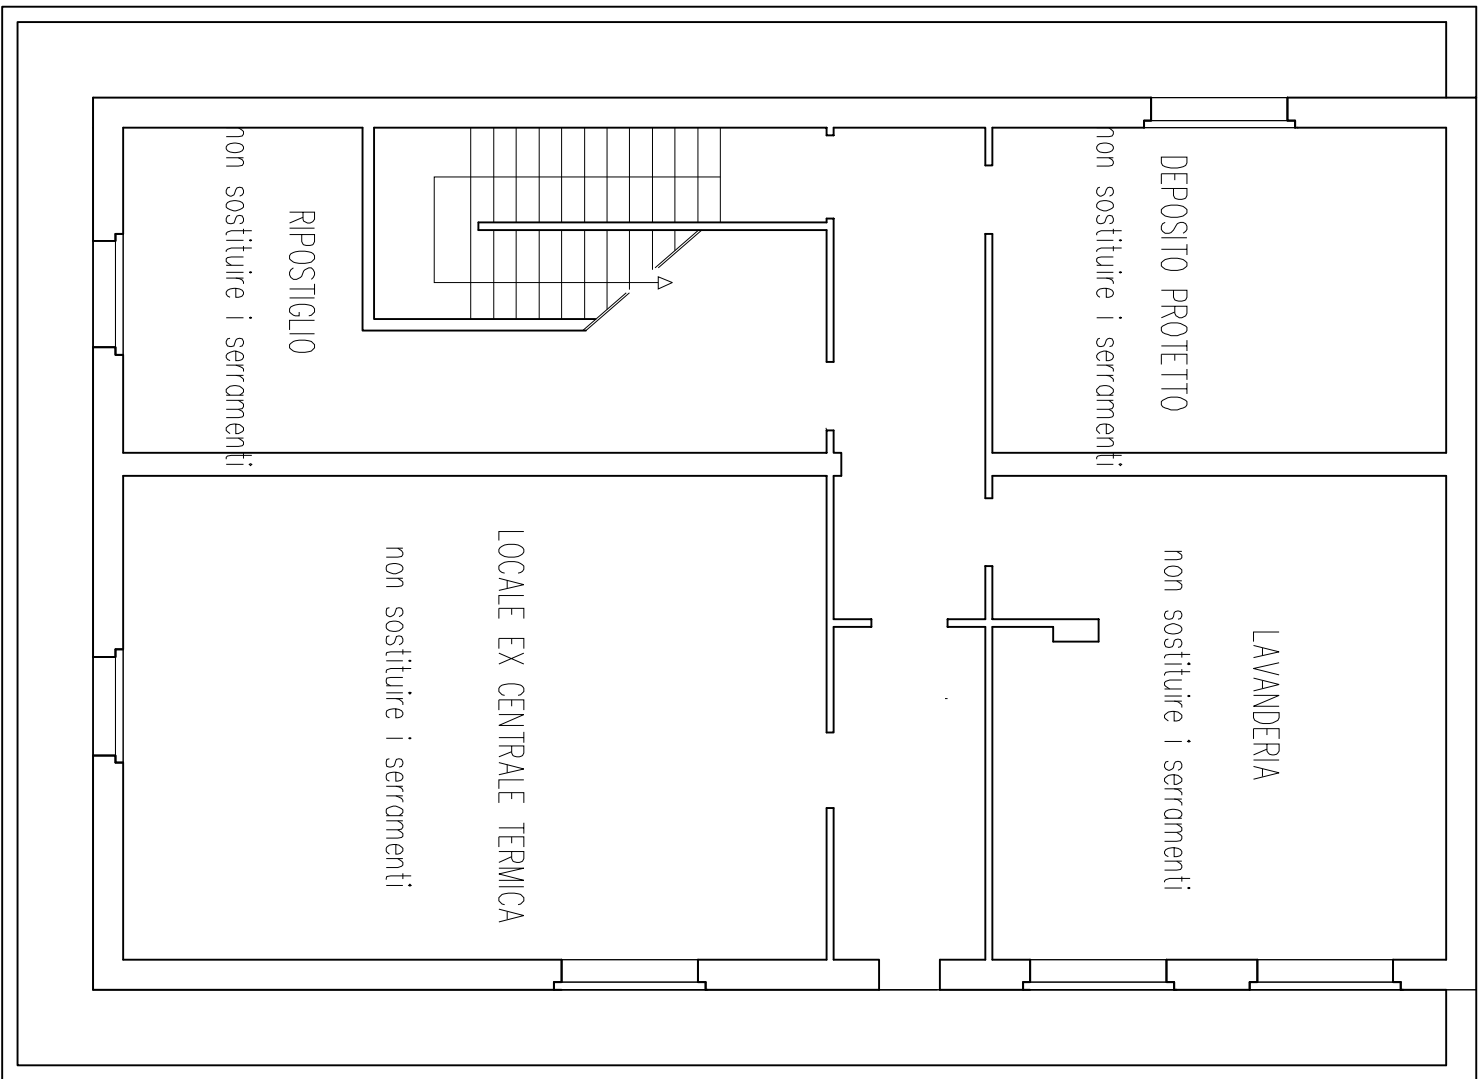 DEPOSITO PROTETTO
non sostituire i serramenti
LAVANDERIA
non sostituire i serramenti
RIPOSTIGLIO
non sostituire i serramenti
LOCALE EX CENTRALE TERMICA
non sostituire i serramenti